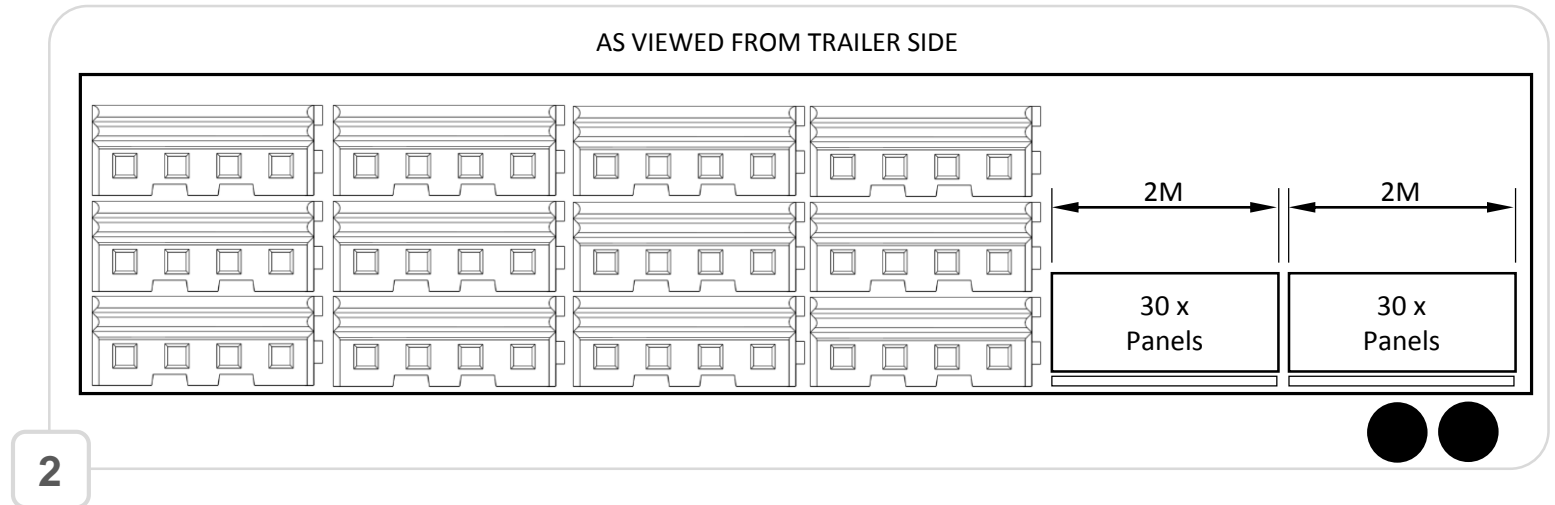 AS VIEWED FROM TRAILER SIDE
2M 2M
30 x
Panels
30 x
Panels
2